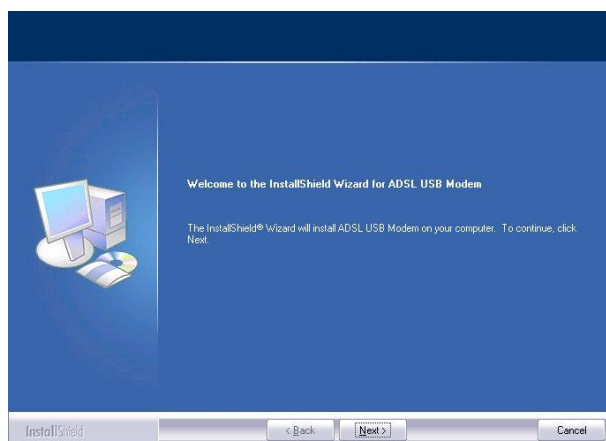 Welcome to the InstallShield Wizard for ADSL USB Modem
The InstallShield® Wizard will install ADSL USB Modem on your computer. To continue, click
Next.
InstallShield
< Back
Next >
Cancel